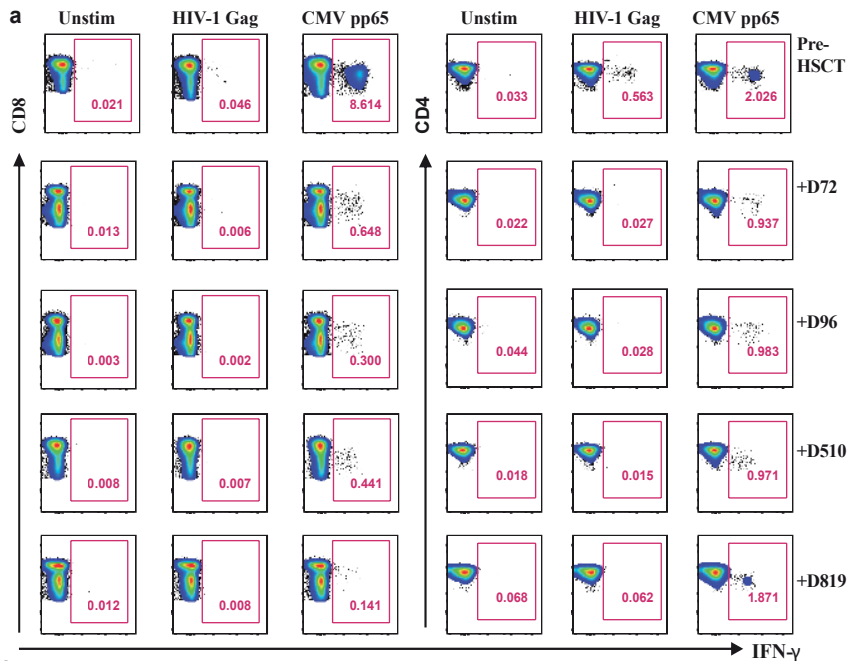 a
Unstim HIV-1 Gag CMV pp65 Unstim HIV-1 Gag CMV pp65
Pre-
HSCT
CD8
0.021 0.046 8.614
CD4
0.033 0.563 2.026
0.013 0.006 0.648 0.022 0.027 0.937 +D72
0.003 0.002 0.300 0.044 0.028 0.983 +D96
0.008 0.007 0.441 0.018 0.015 0.971 +D510
0.012 0.008 0.141 0.068 0.062 1.871 +D819
IFN-γ